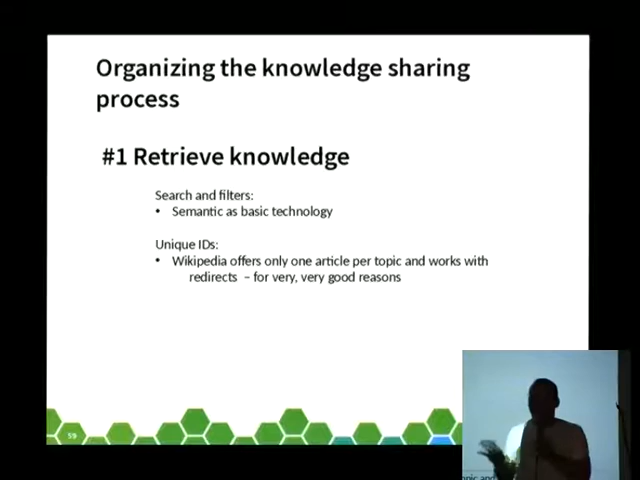 Organizing the knowledge sharing
process
#1 Retrieve knowledge
Search and filters:
• Semantic as basic technology
Unique IDs:
• Wikipedia offers only one article per topic and works with
redirects – for very, very good reasons
59